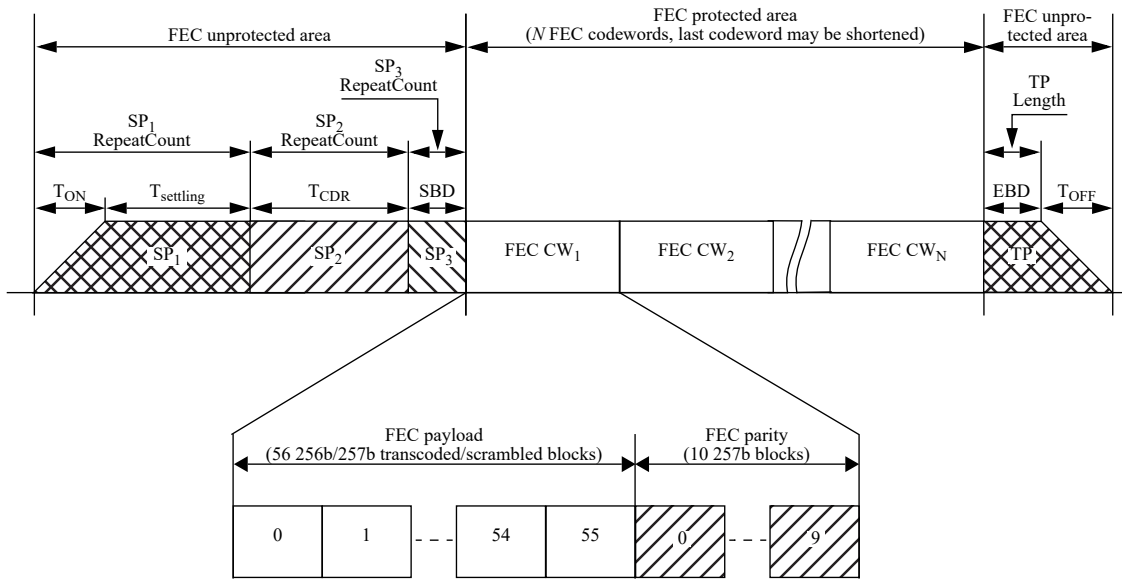 FEC unprotected area
FEC protected area
(N FEC codewords, last codeword may be shortened)
FEC unpro-
tected area
SP3
RepeatCount
TP
Length
SP1
RepeatCount
SP2
RepeatCount
TON
Tsettling
TCDR
SBD
EBD
TOFF
SP1
SP2
SP3
FEC CW1
FEC CW2
FEC CWN
TP
FEC payload
(56 256b/257b transcoded/scrambled blocks)
FEC parity
(10 257b blocks)
0
1
54
55
0
9